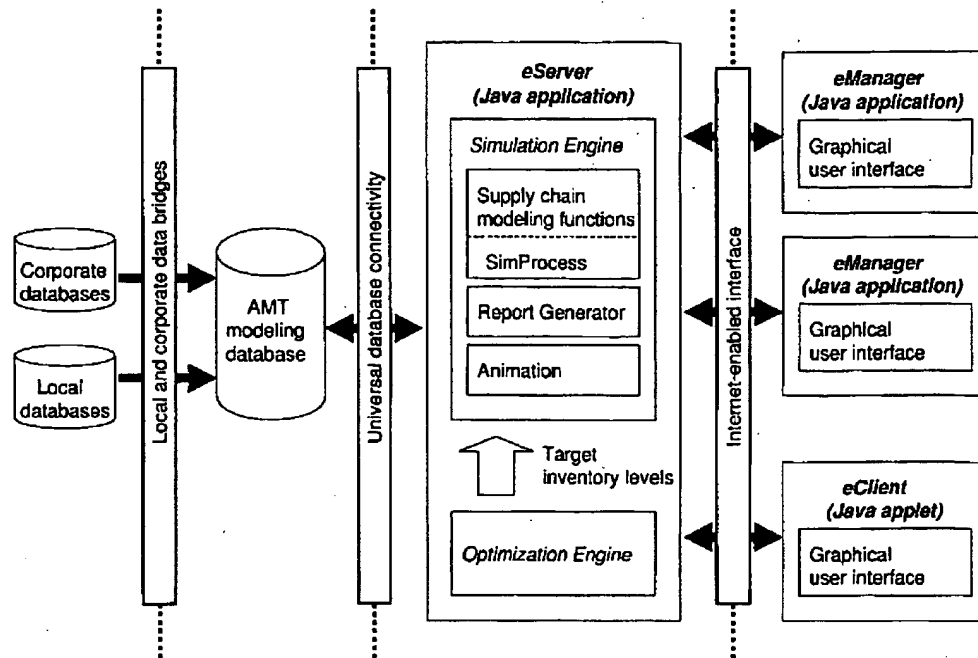 Corporate
databases
Local
databases
Local and corporate data bridges
AMT
modeling
database
Universal database connectivity
eServer
(Java application)
Simulation Engine
Supply chain
modeling functions
SimProcess
Report Generator
Animation
Target
inventory levels
Optimization Engine
Internet-enabled interface
eManager
(Java application)
Graphical
user interface
eManager
(Java application)
Graphical
user interface
eClient
(Java applet)
Graphical
user interface